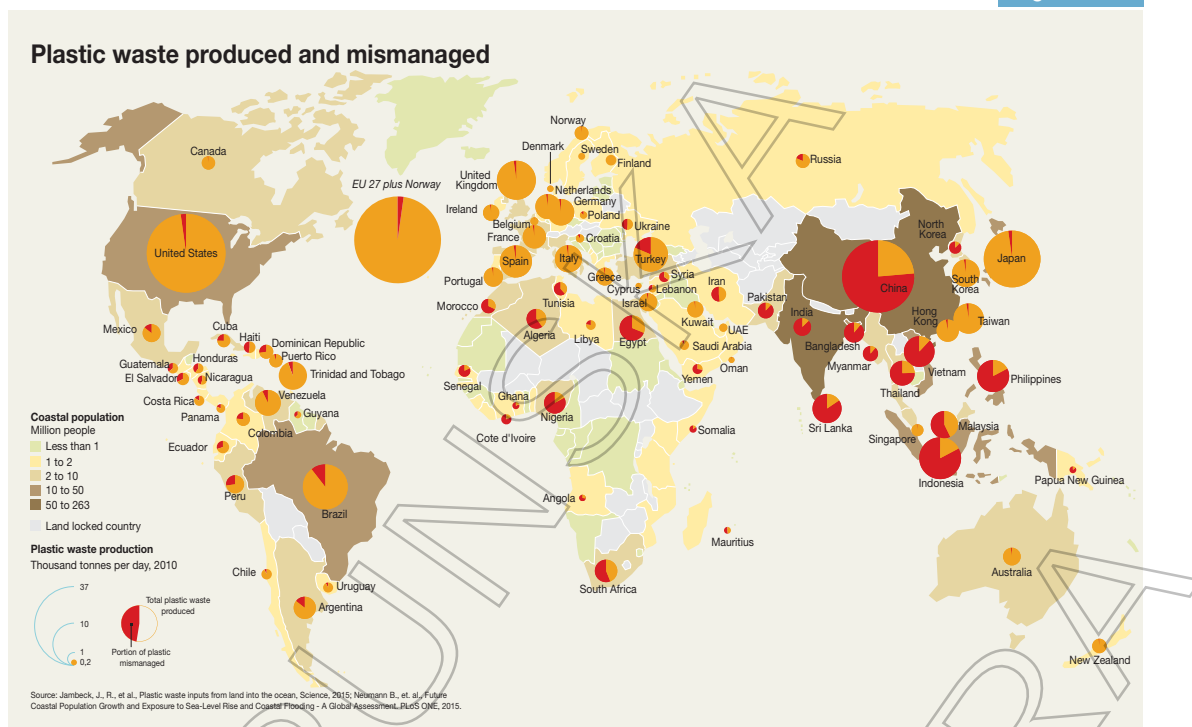 Plastic waste produced and mismanaged
Norway
Denmark
Sweden
Finland
Russia
Canada
EU 27 plus Norway
United
Kingdom
Netherlands
Germany
Ireland
Poland
Belgium
Ukraine
North
Korea
France
Croatia
United States
Spain
Italy
Turkey
Japan
Greece
Syria
South
Korea
Portugal
Cyprus
Lebanon
Iran
China
Morocco
Tunisia
Israel
Pakistan
India
Hong
Kong
Taiwan
Mexico
Cuba
Haiti
Dominican Republic
Algeria
Libya
Egypt
Kuwait
UAE
Saudi Arabia
Bangladesh
Puerto Rico
Guatemala
Honduras
Oman
Myanmar
Vietnam
El Salvador
Nicaragua
Trinidad and Tobago
Senegal
Yemen
Thailand
Philippines
Costa Rica
Venezuela
Ghana
Panama
Guyana
Nigeria
Sri Lanka
Colombia
Cote d'Ivoire
Somalia
Singapore
Malaysia
Ecuador
Indonesia
Papua New Guinea
Peru
Brazil
Angola
Mauritius
Chile
Uruguay
South Africa
Australia
Argentina
New Zealand
Coastal population
Million people
Less than 1
1 to 2
2 to 10
10 to 50
50 to 263
Land locked country
Plastic waste production
Thousand tonnes per day, 2010
37
10
1
0,2
Total plastic waste
produced
Portion of plastic
mismanaged
Source: Jambeck, J., R., et al., Plastic waste inputs from land into the ocean, Science, 2015; Neumann B., et. al., Future
Coastal Population Growth and Exposure to Sea-Level Rise and Coastal Flooding - A Global Assessment. PLoS ONE, 2015.